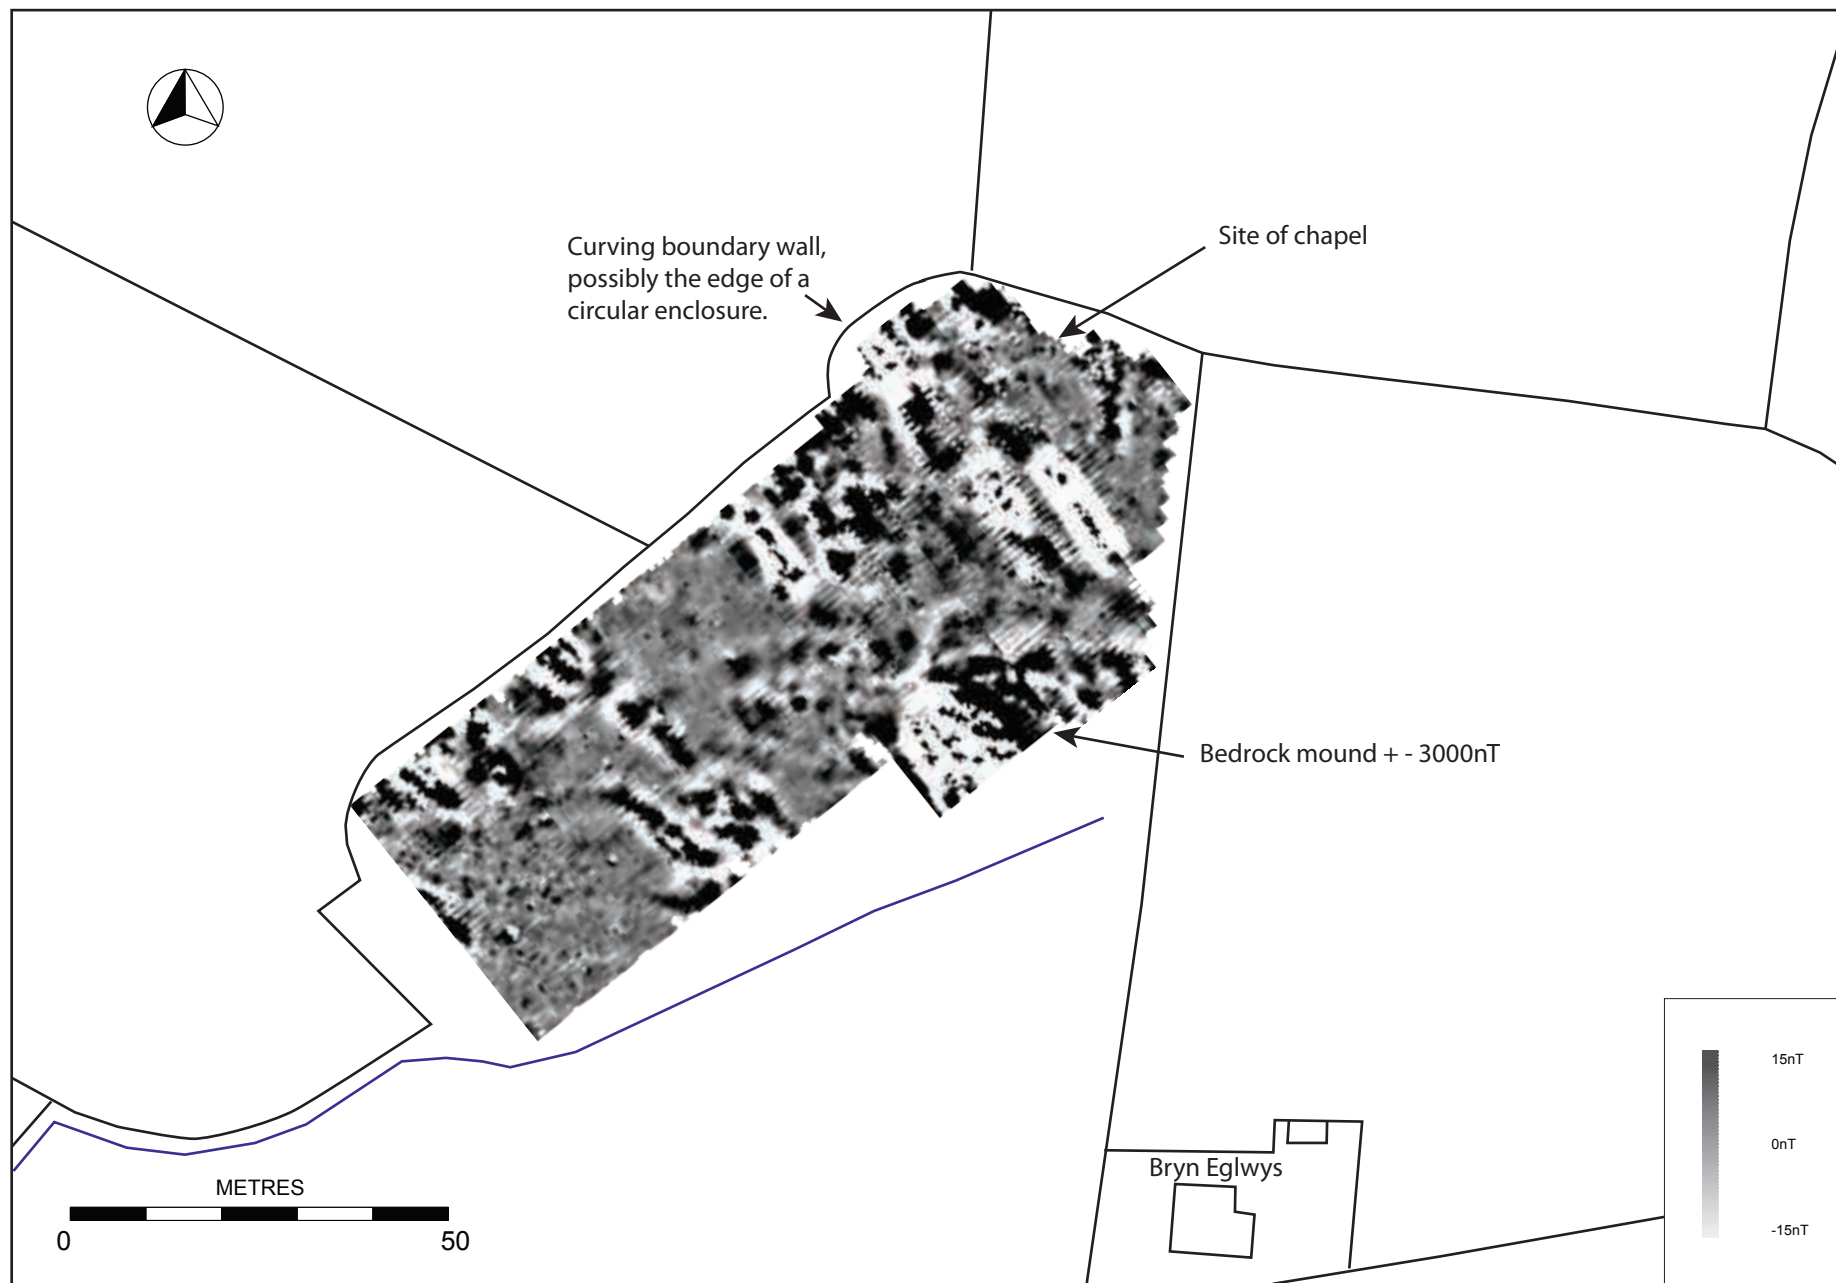 Curving boundary wall,
possibly the edge of a
circular enclosure.
Site of chapel
Bedrock mound + - 3000nT
15nT
0nT
-15nT
Bryn Eglwys
METRES
0 50